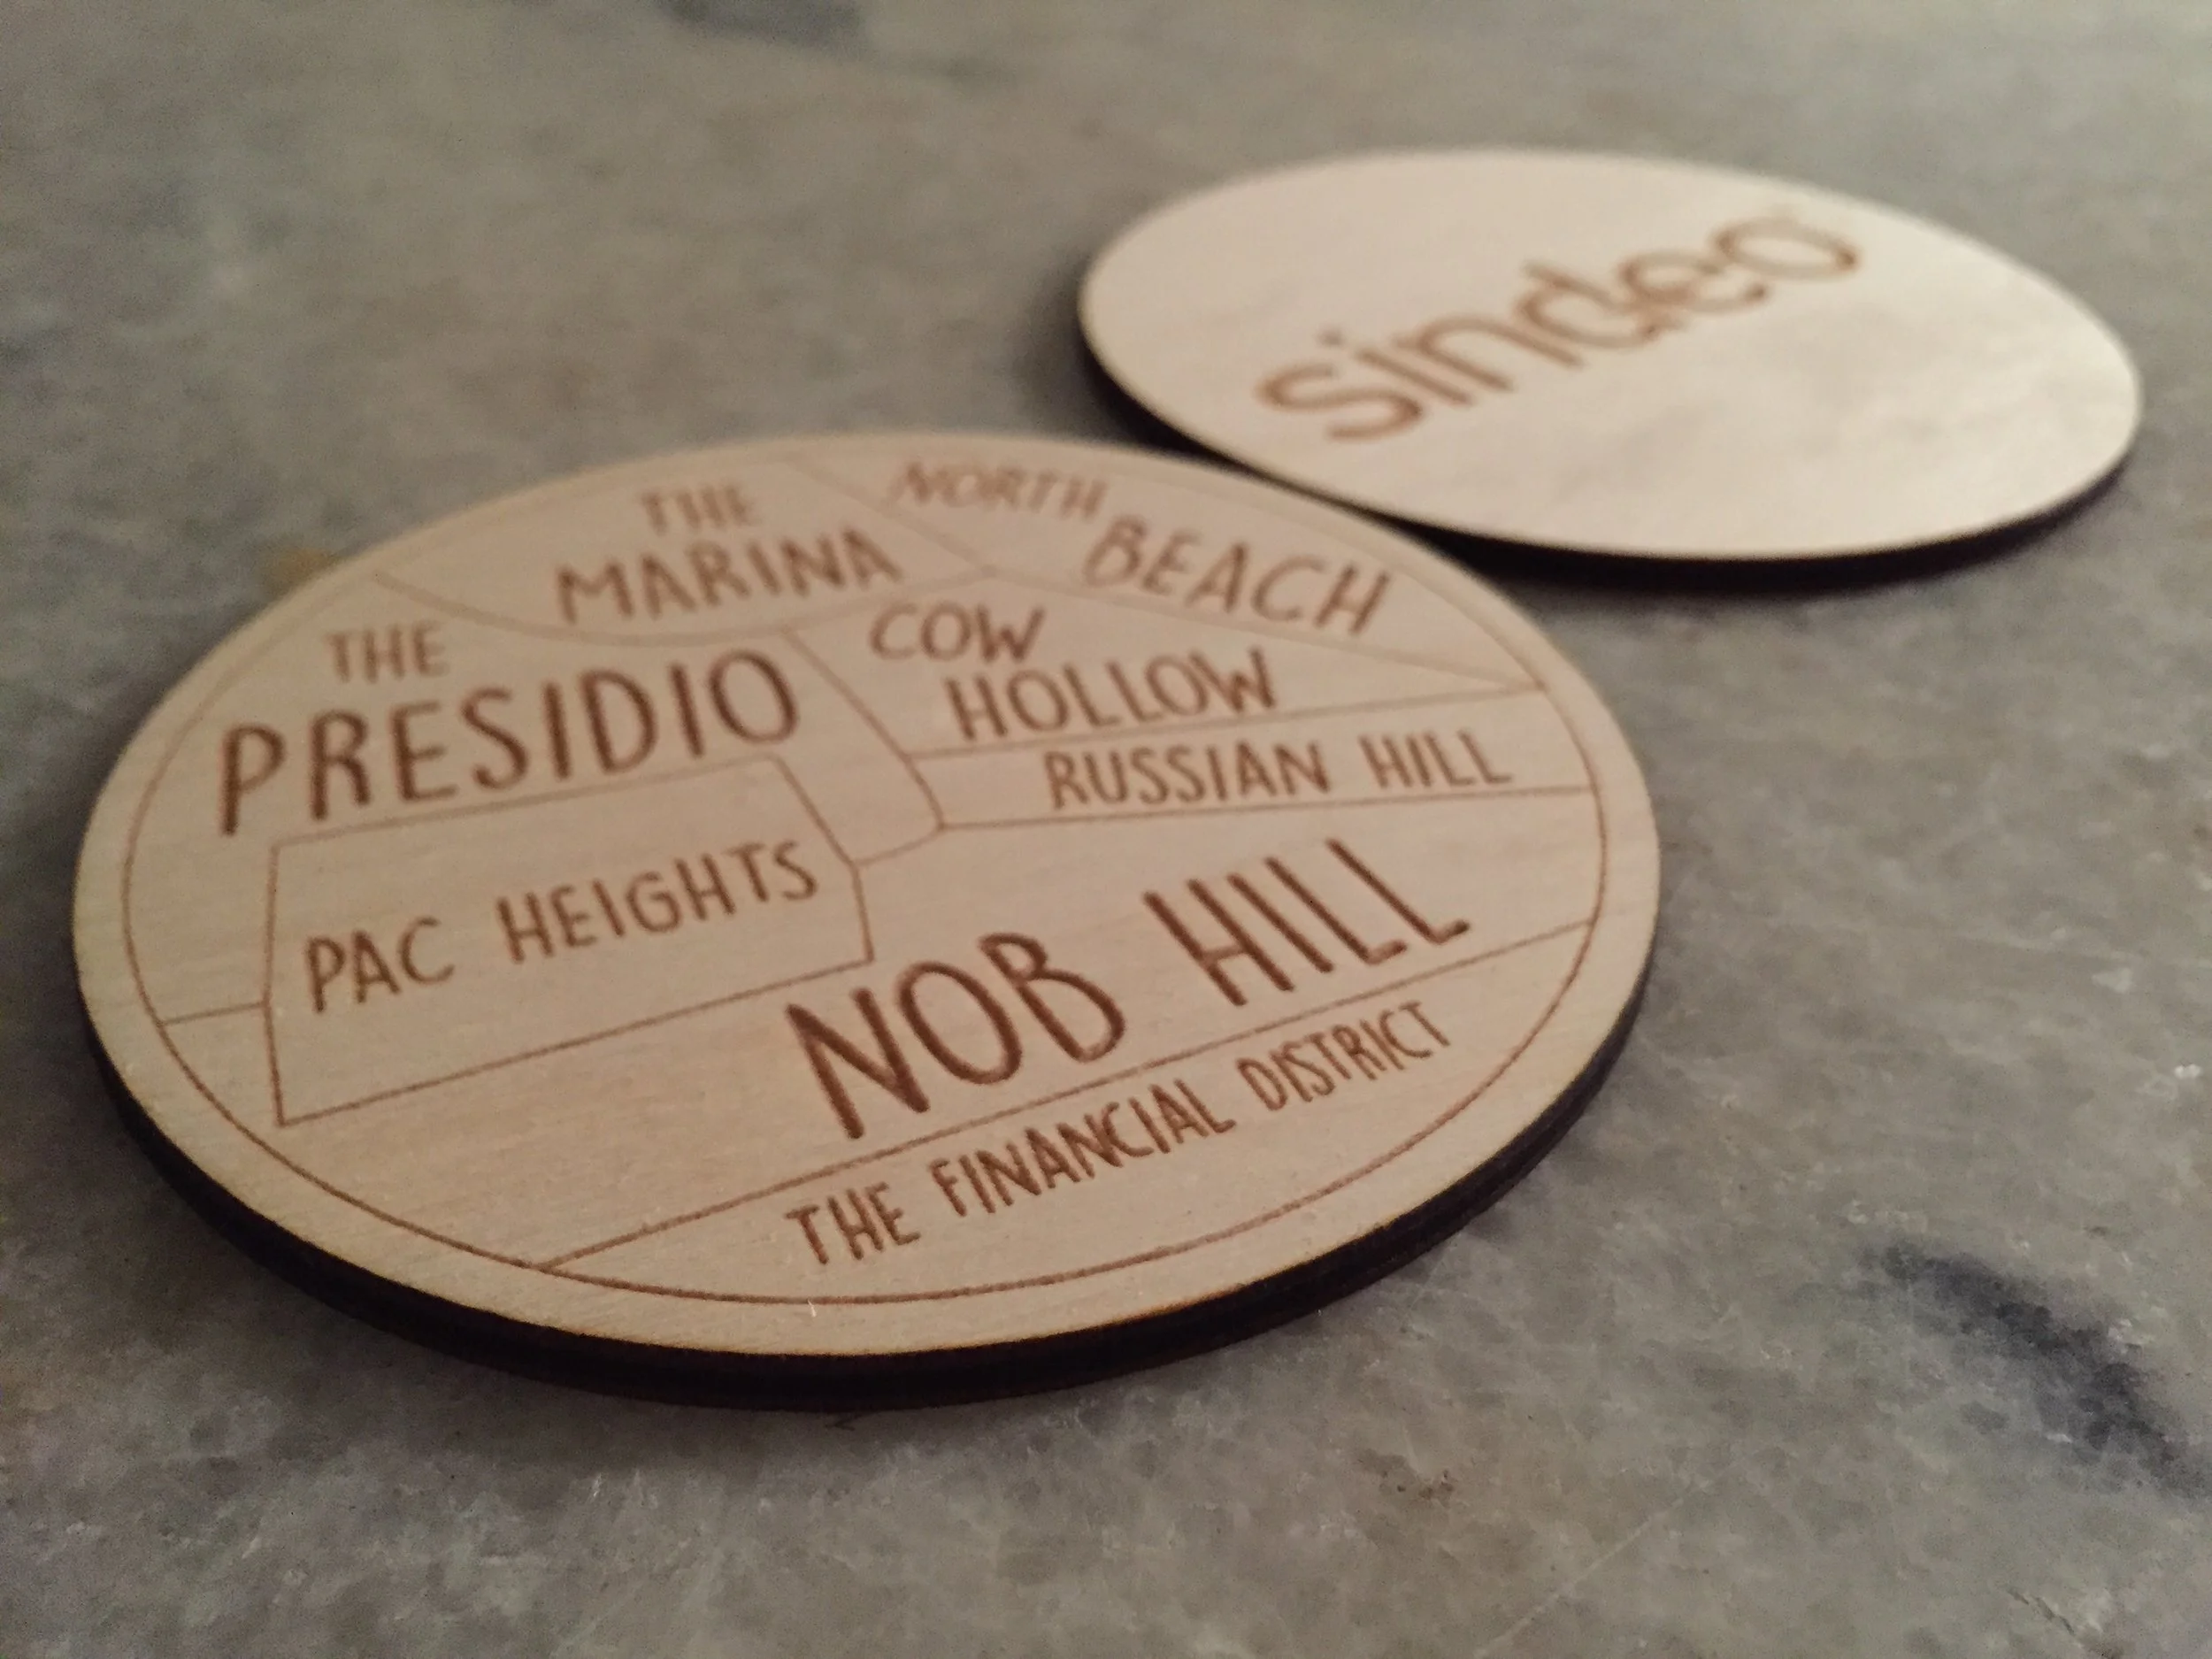 sindeo
THE
MARINA
NORTH
BEACH
THE
PRESIDIO
COW
HOLLOW
RUSSIAN HILL
PAC HEIGHTS
NOB HILL
THE FINANCIAL DISTRICT